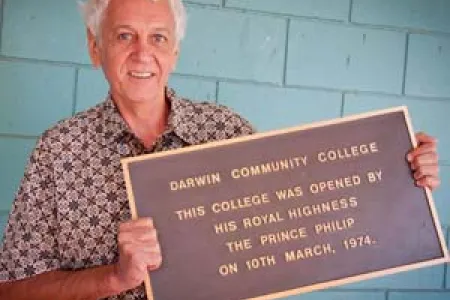 DARWIN COMMUNITY COLLEGE
THIS COLLEGE WAS OPENED BY
HIS ROYAL HIGHNESS
THE PRINCE PHILIP
ON 10TH MARCH, 1974.